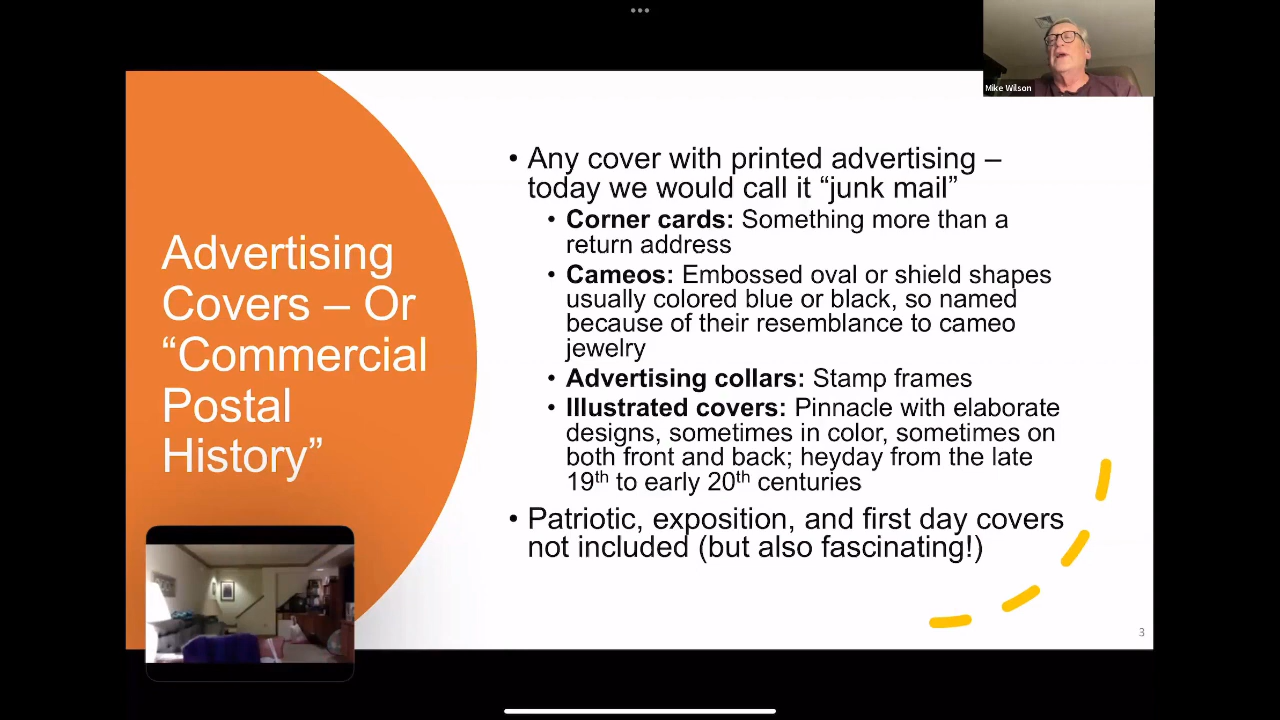 Mike Wilson
Advertising
Covers – Or
“Commercial
Postal
History”
• Any cover with printed advertising –
today we would call it “junk mail”
• Corner cards: Something more than a
return address
• Cameos: Embossed oval or shield shapes
usually colored blue or black, so named
because of their resemblance to cameo
jewelry
• Advertising collars: Stamp frames
• Illustrated covers: Pinnacle with elaborate
designs, sometimes in color, sometimes on
both front and back; heyday from the late
19th to early 20th centuries
• Patriotic, exposition, and first day covers
not included (but also fascinating!)
3